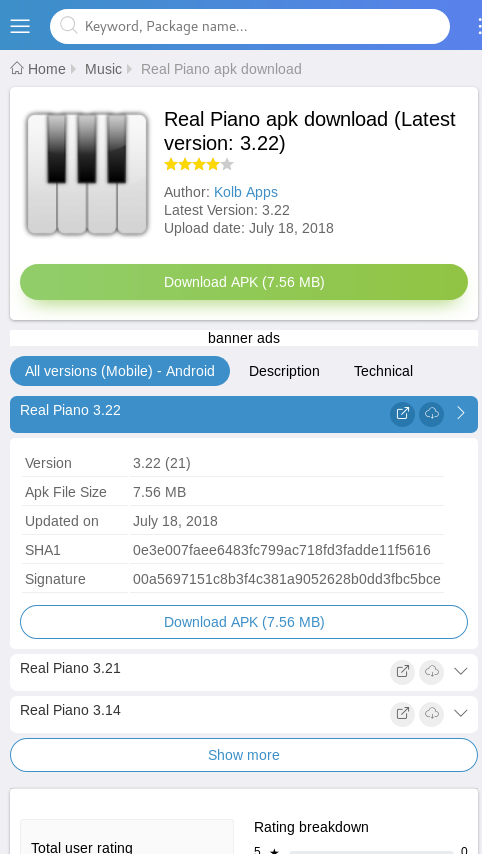 Keyword, Package name...
Home Music Real Piano apk download
Real Piano apk download (Latest
version: 3.22)
Author: Kolb Apps
Latest Version: 3.22
Upload date: July 18, 2018
Download APK (7.56 MB)
banner ads
All versions (Mobile) - Android Description Technical
Real Piano 3.22
Version 3.22 (21)
Apk File Size 7.56 MB
Updated on July 18, 2018
SHA1 0e3e007faee6483fc799ac718fd3fadde11f5616
Signature 00a5697151c8b3f4c381a9052628b0dd3fbc5bce
Download APK (7.56 MB)
Real Piano 3.21
Real Piano 3.14
Show more
Rating breakdown
Total user rating
5 ★ 0